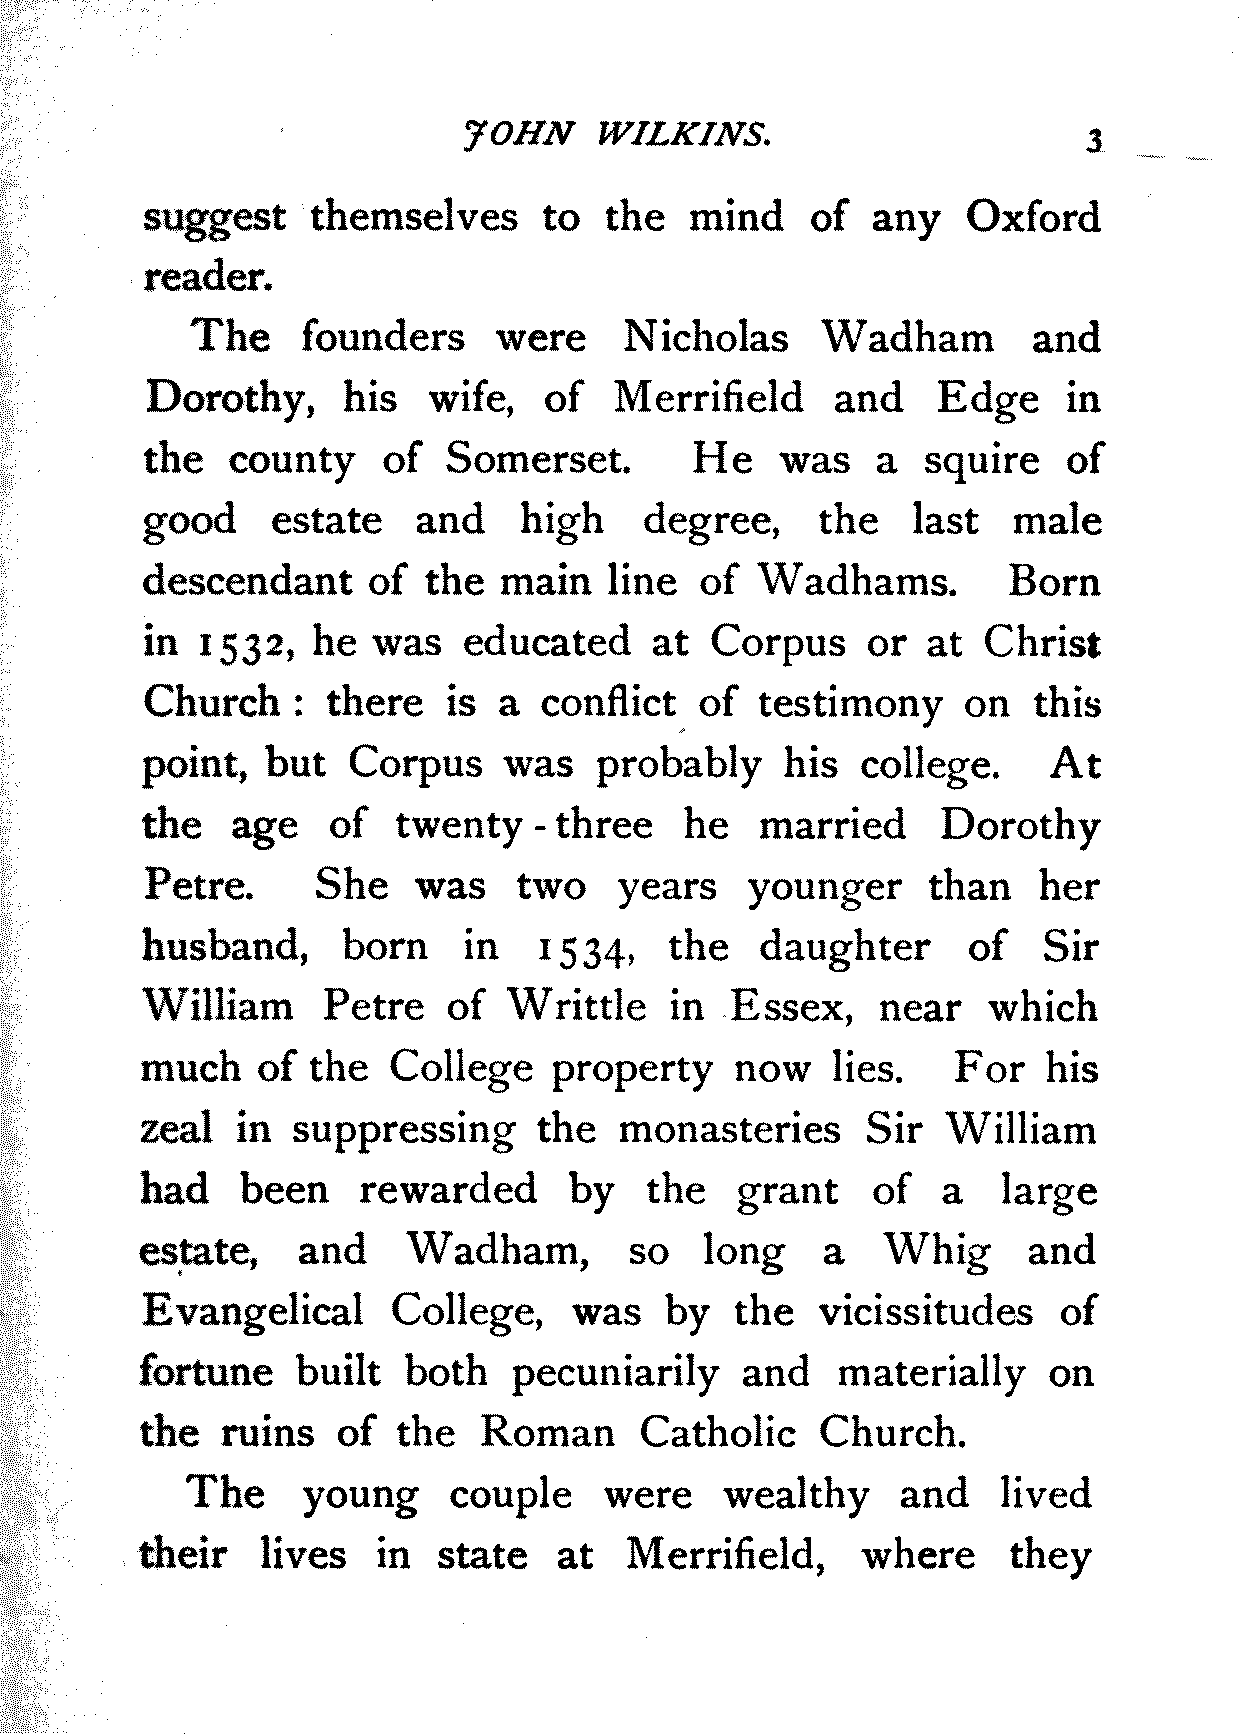 JOHN WILKINS. 3
suggest themselves to the mind of any Oxford
reader.
The founders were Nicholas Wadham and
Dorothy, his wife, of Merrifield and Edge in
the county of Somerset. He was a squire of
good estate and high degree, the last male
descendant of the main line of Wadhams. Born
in 1532, he was educated at Corpus or at Christ
Church : there is a conflict of testimony on this
point, but Corpus was probably his college. At
the age of twenty-three he married Dorothy
Petre. She was two years younger than her
husband, born in 1534, the daughter of Sir
William Petre of Writtle in Essex, near which
much of the College property now lies. For his
zeal in suppressing the monasteries Sir William
had been rewarded by the grant of a large
estate, and Wadham, so long a Whig and
Evangelical College, was by the vicissitudes of
fortune built both pecuniarily and materially on
the ruins of the Roman Catholic Church.
The young couple were wealthy and lived
their lives in state at Merrifield, where they